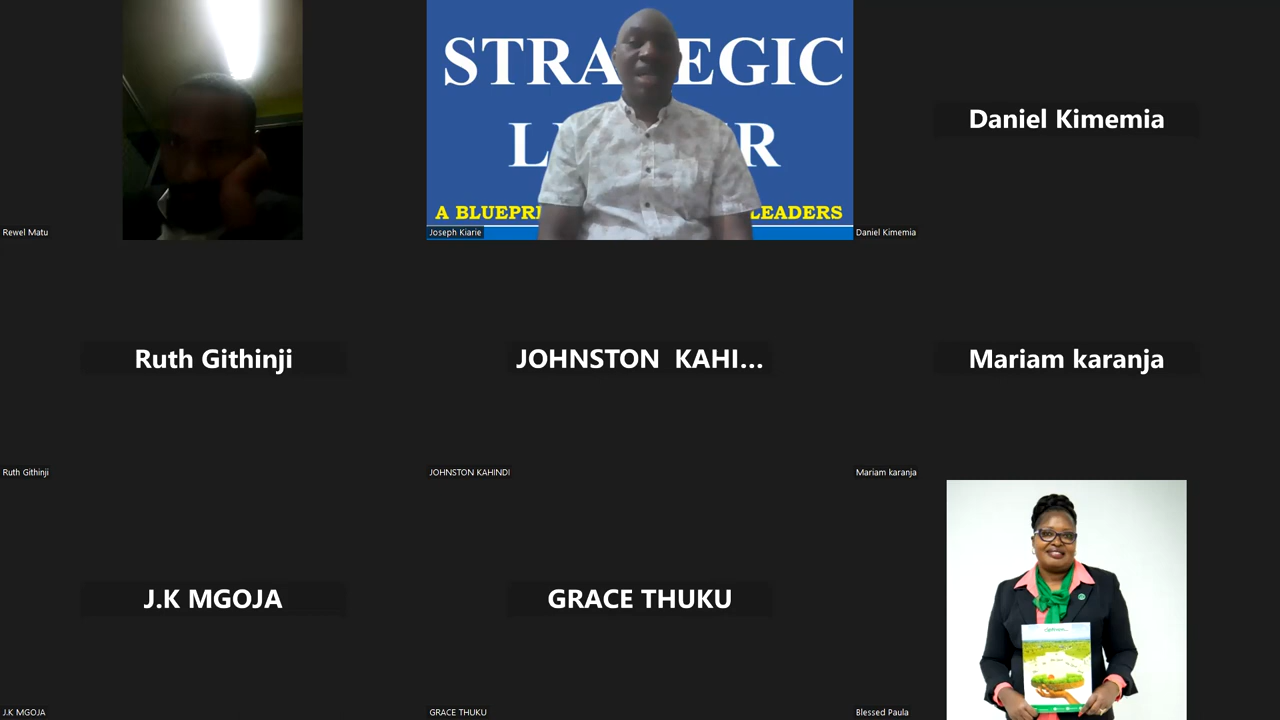 STRA EGIC
L R
A BLUEPRI LEADERS
Rewel Matu
Joseph Kiarie
Daniel Kimemia
Daniel Kimemia
Ruth Githinji
JOHNSTON KAHI...
Mariam karanja
Ruth Githinji
JOHNSTON KAHINDI
Mariam karanja
J.K MGOJA
GRACE THUKU
J.K MGOJA
GRACE THUKU
Blessed Paula